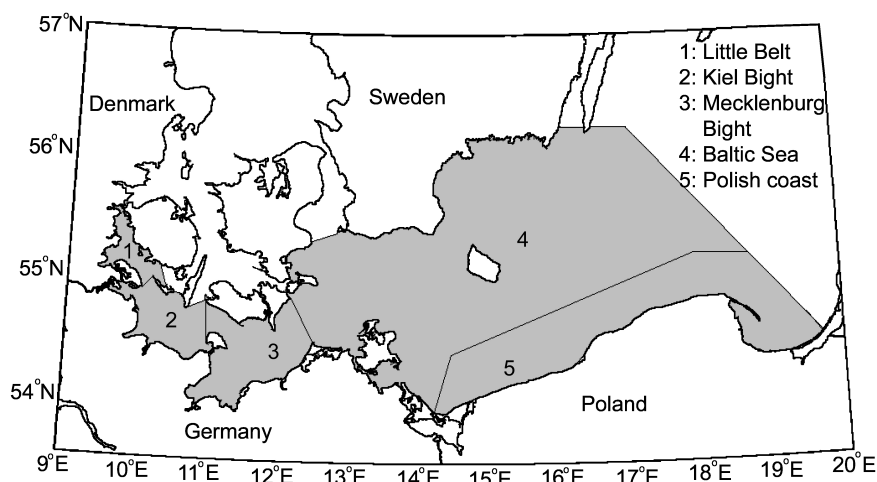 57°N
1: Little Belt
2: Kiel Bight
Denmark
Sweden
3: Mecklenburg
Bight
56°N
4: Baltic Sea
5: Polish coast
4
1
55°N
2
3
5
54°N
Poland
Germany
9°E
10°E
11°E
12°E
13°E
14°E
15°E
16°E
17°E
18°E
19°E
20°E